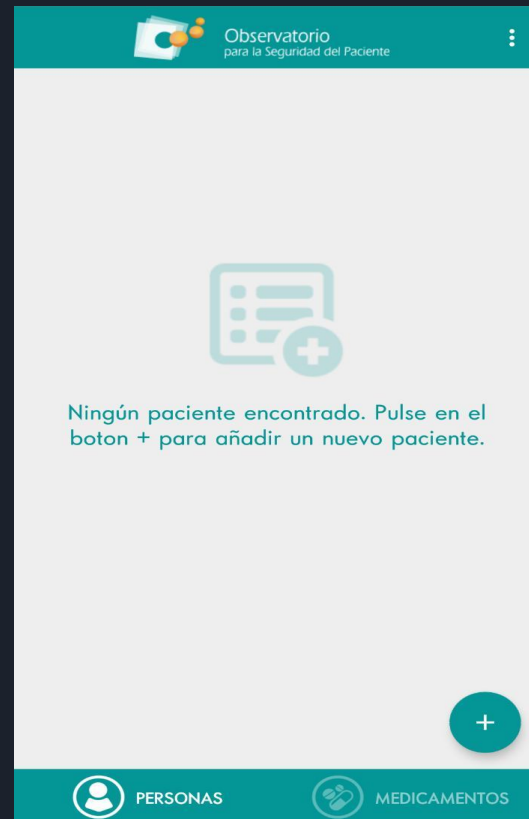 Observatorio
para la Seguridad del Paciente
Ningún paciente encontrado. Pulse en el
boton + para añadir un nuevo paciente.
+
PERSONAS
MEDICAMENTOS